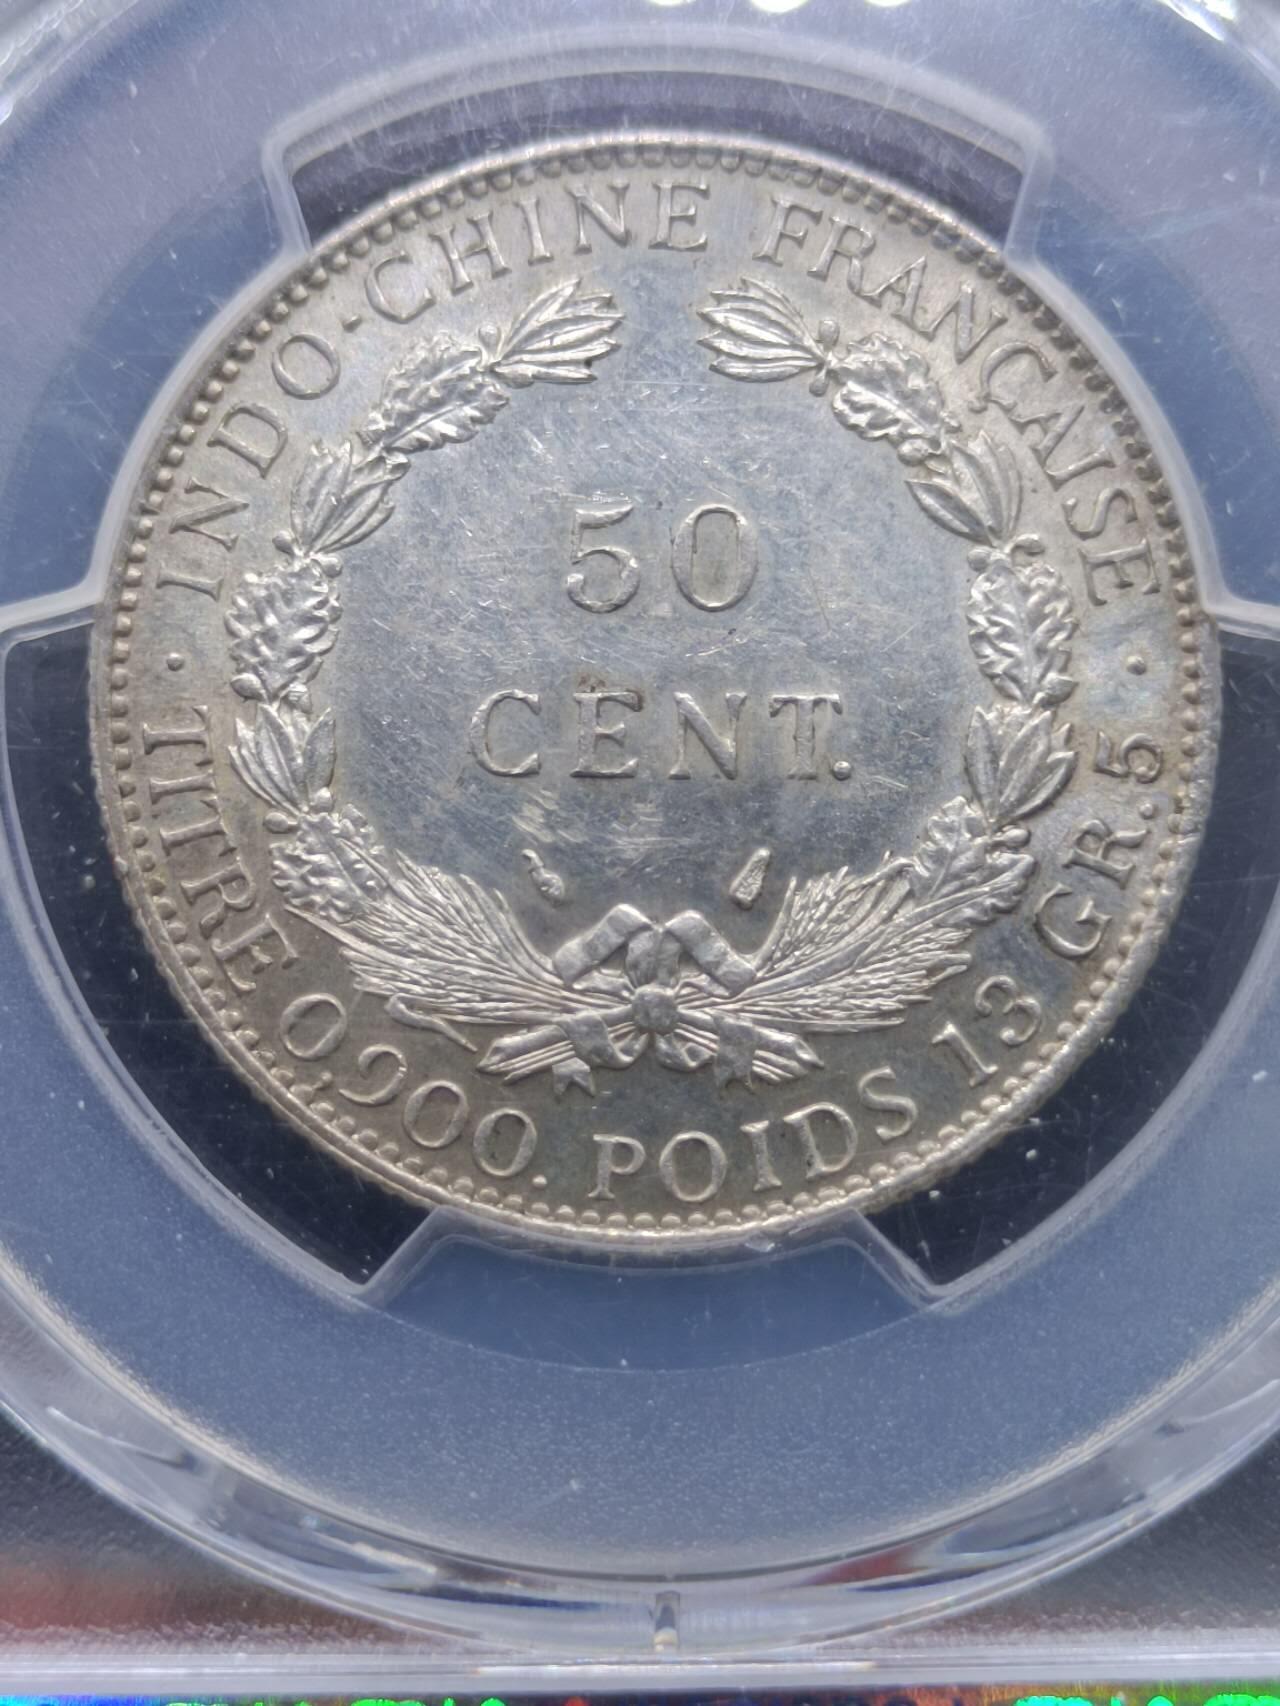 INDO-CHINE FRANÇAISE
50
CENT.
· TITRE 0,900. POIDS 13 GR. 5 ·